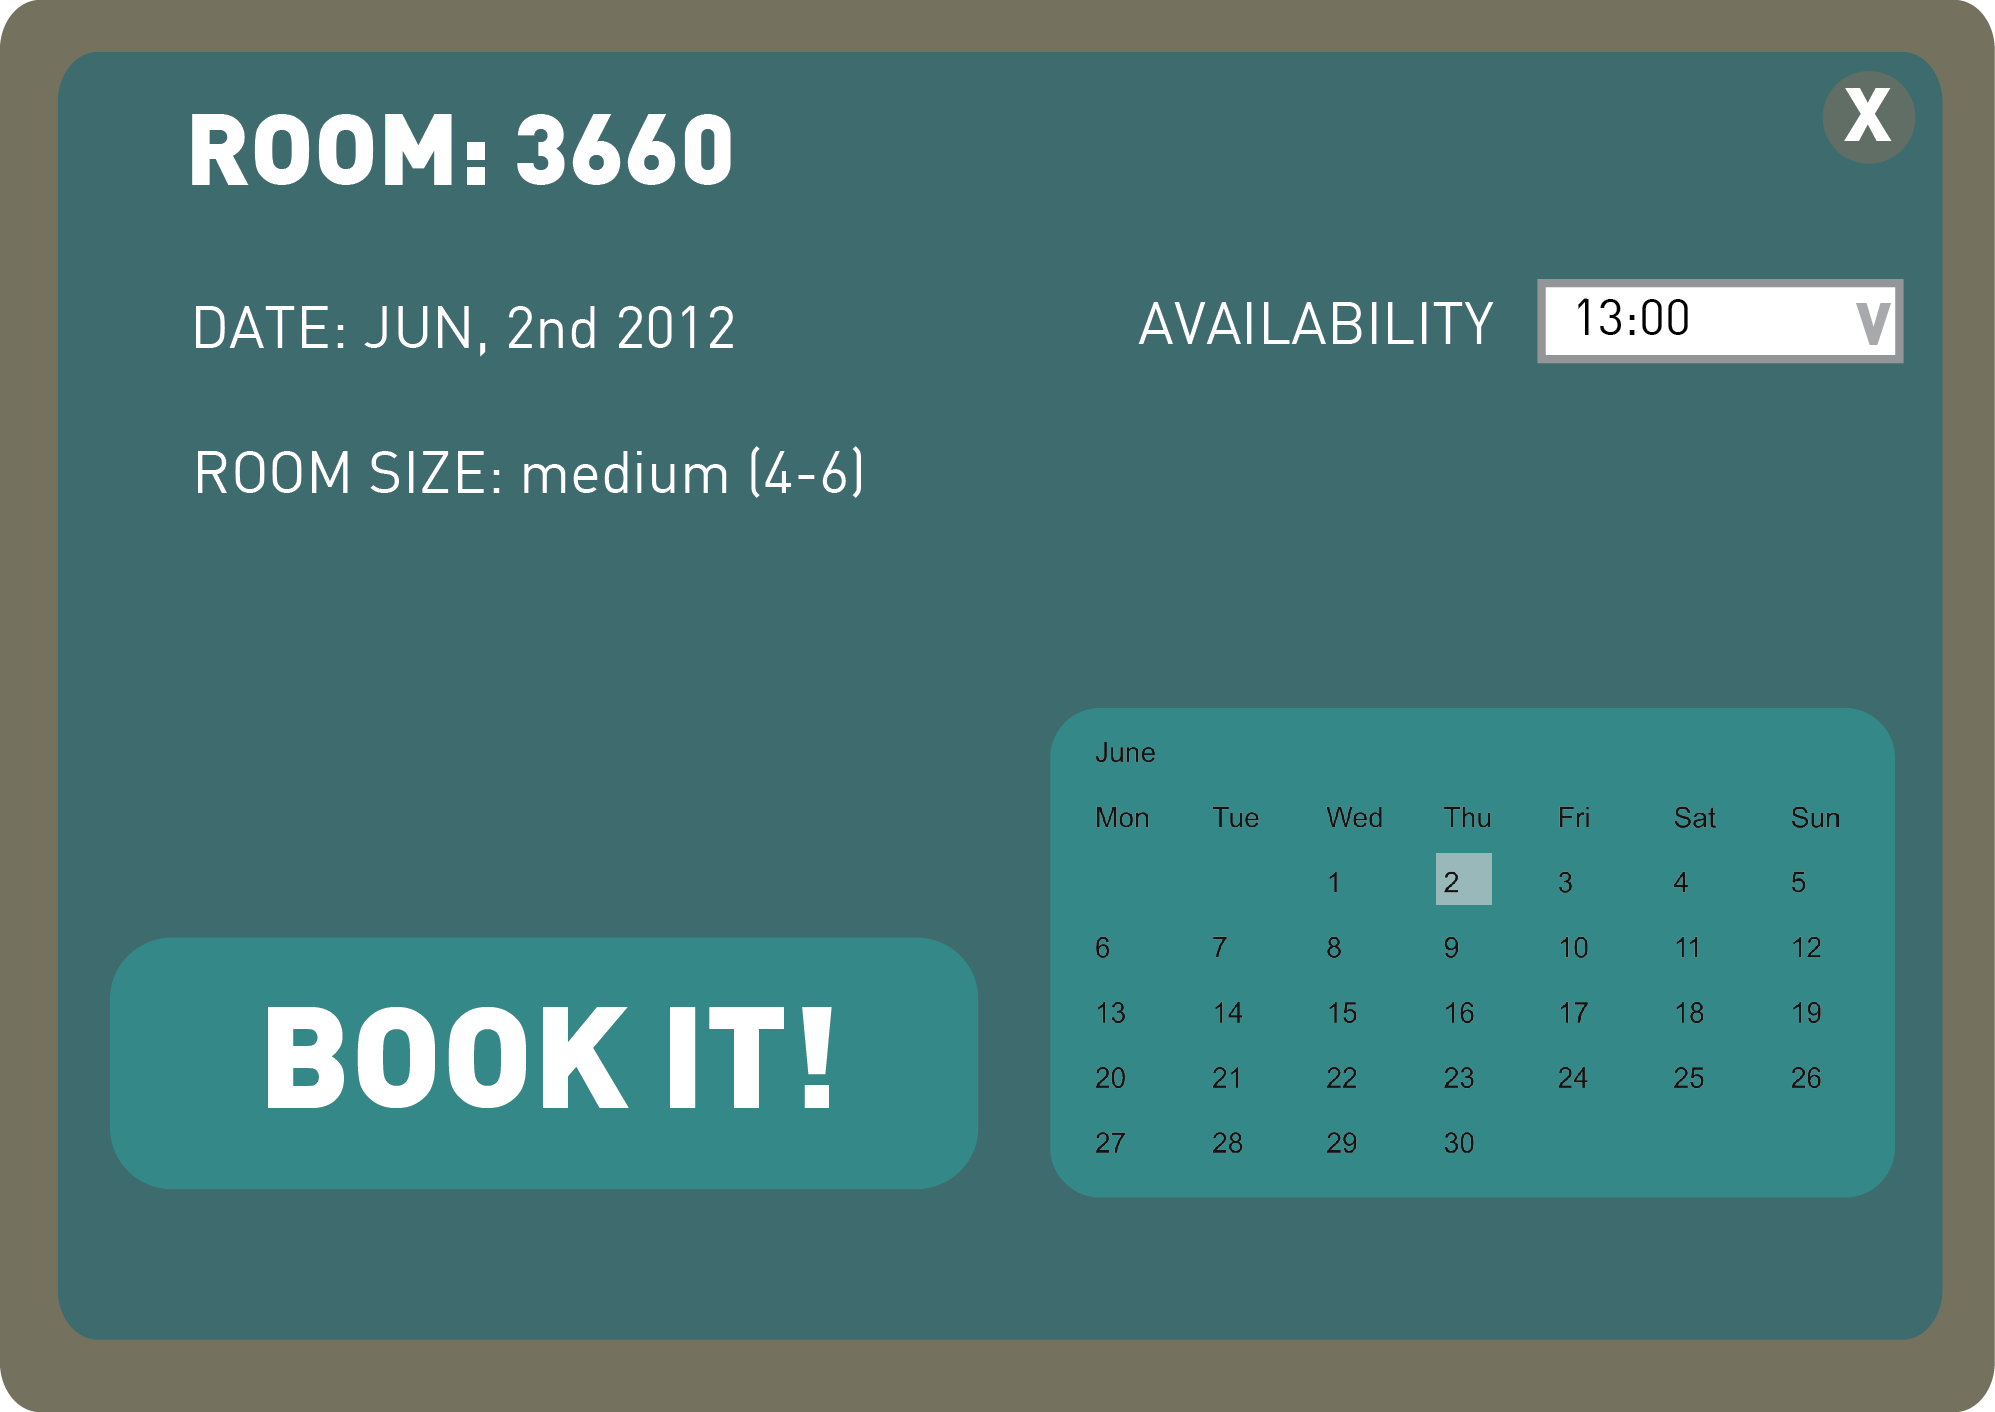 ROOM: 3660
X
DATE: JUN, 2nd 2012
AVAILABILITY
13:00
V
ROOM SIZE: medium (4-6)
BOOK IT!
June
Mon Tue Wed Thu Fri Sat Sun
1 2 3 4 5
6 7 8 9 10 11 12
13 14 15 16 17 18 19
20 21 22 23 24 25 26
27 28 29 30